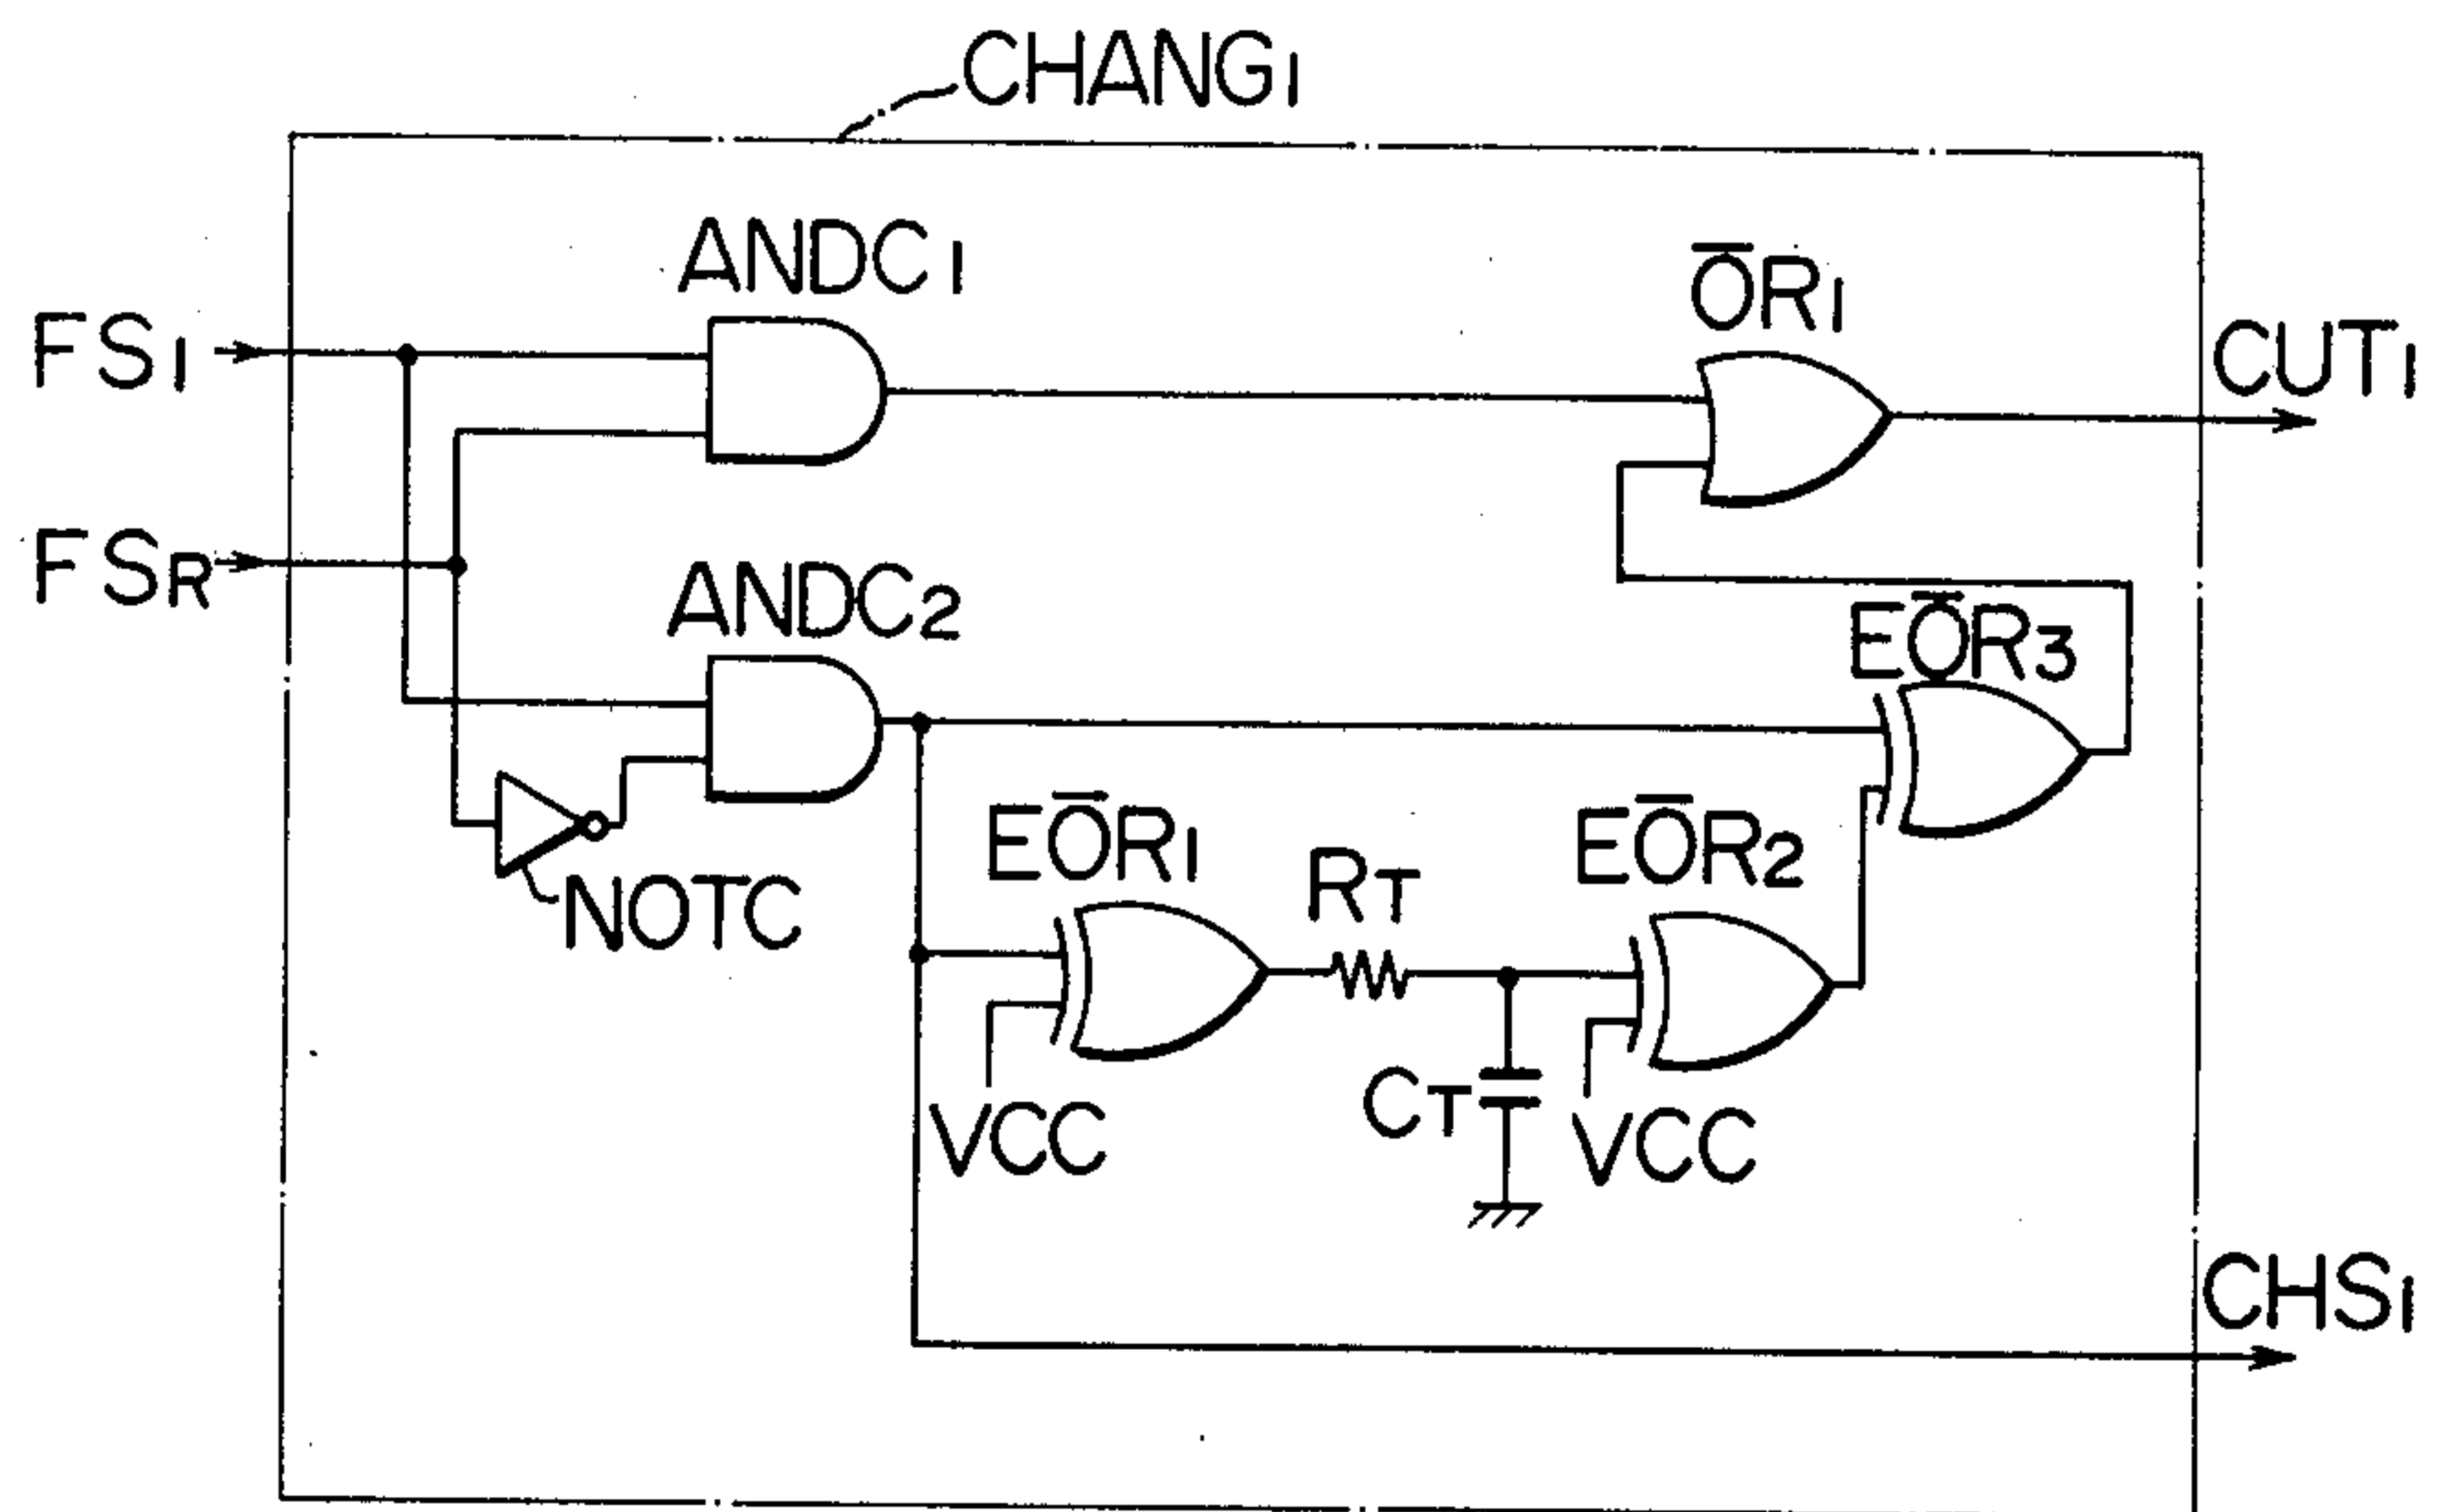 CHANG1
ANDC1
ŌR1
FS1
CUT1
FSR
ANDC2
EŌR3
EŌR1
RT
EŌR2
NOTC
CT
VCC
VCC
CHS1